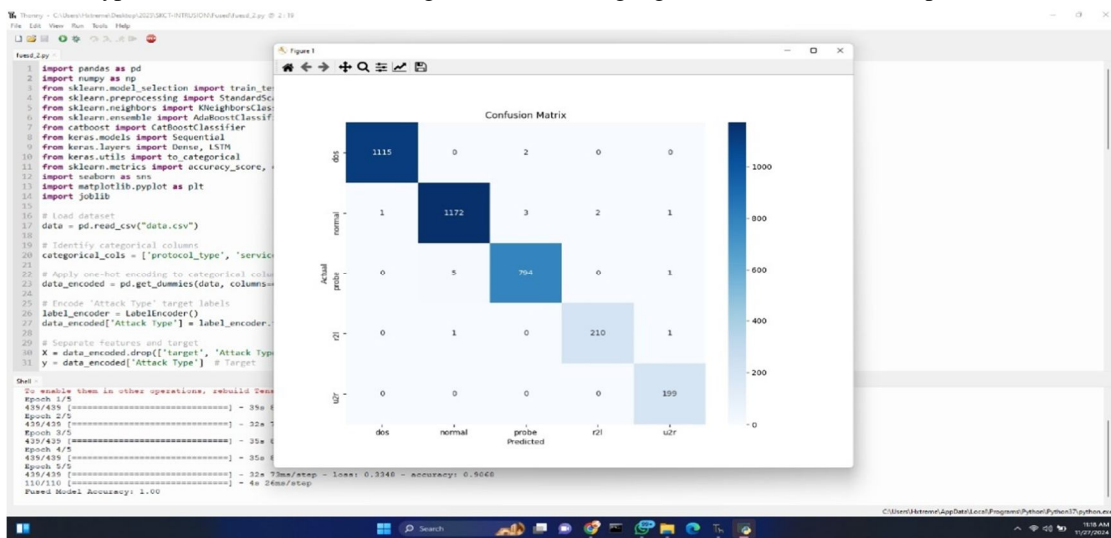 Thonny - C:\Users\Hxtreme\Desktop\2023\SRCT-INTRUSION\Fused\fuesd_2.py @ 2 : 19
File Edit View Run Tools Help
fuesd_2.py
1 import pandas as pd
2 import numpy as np
3 from sklearn.model_selection import train_te
4 from sklearn.preprocessing import StandardSc
5 from sklearn.neighbors import KNeighborsClas
6 from sklearn.ensemble import AdaBoostClassif
7 from catboost import CatBoostClassifier
8 from keras.models import Sequential
9 from keras.layers import Dense, LSTM
10 from keras.utils import to_categorical
11 from sklearn.metrics import accuracy_score,
12 import seaborn as sns
13 import matplotlib.pyplot as plt
14 import joblib
15
16 # Load dataset
17 data = pd.read_csv("data.csv")
18
19 # Identify categorical columns
20 categorical_cols = ['protocol_type', 'servic
21
22 # Apply one-hot encoding to categorical colu
23 data_encoded = pd.get_dummies(data, columns=
24
25 # Encode 'Attack Type' target labels
26 label_encoder = LabelEncoder()
27 data_encoded['Attack Type'] = label_encoder.
28
29 # Separate features and target
30 X = data_encoded.drop(['target', 'Attack Typ
31 y = data_encoded['Attack Type'] # Target
Figure 1
Confusion Matrix
dos 1115 0 2 0 0
normal 1 1172 3 2 1
Actual
probe 0 5 794 0 1
r2l 0 1 0 210 1
u2r 0 0 0 0 199
dos normal probe r2l u2r
Predicted
1000
800
600
400
200
0
Shell
To enable them in other operations, rebuild Tens
Epoch 1/5
439/439 [==============================] - 39s 8
Epoch 2/5
439/439 [==============================] - 32s 7
Epoch 3/5
439/439 [==============================] - 35s 8
Epoch 4/5
439/439 [==============================] - 35s 8
Epoch 5/5
439/439 [==============================] - 32s 73ms/step - loss: 0.3348 - accuracy: 0.9068
110/110 [==============================] - 4s 26ms/step
Fused Model Accuracy: 1.00
C:\Users\Hxtreme\AppData\Local\Programs\Python\Python37\python.exe
Search
11:18 AM
11/27/2024